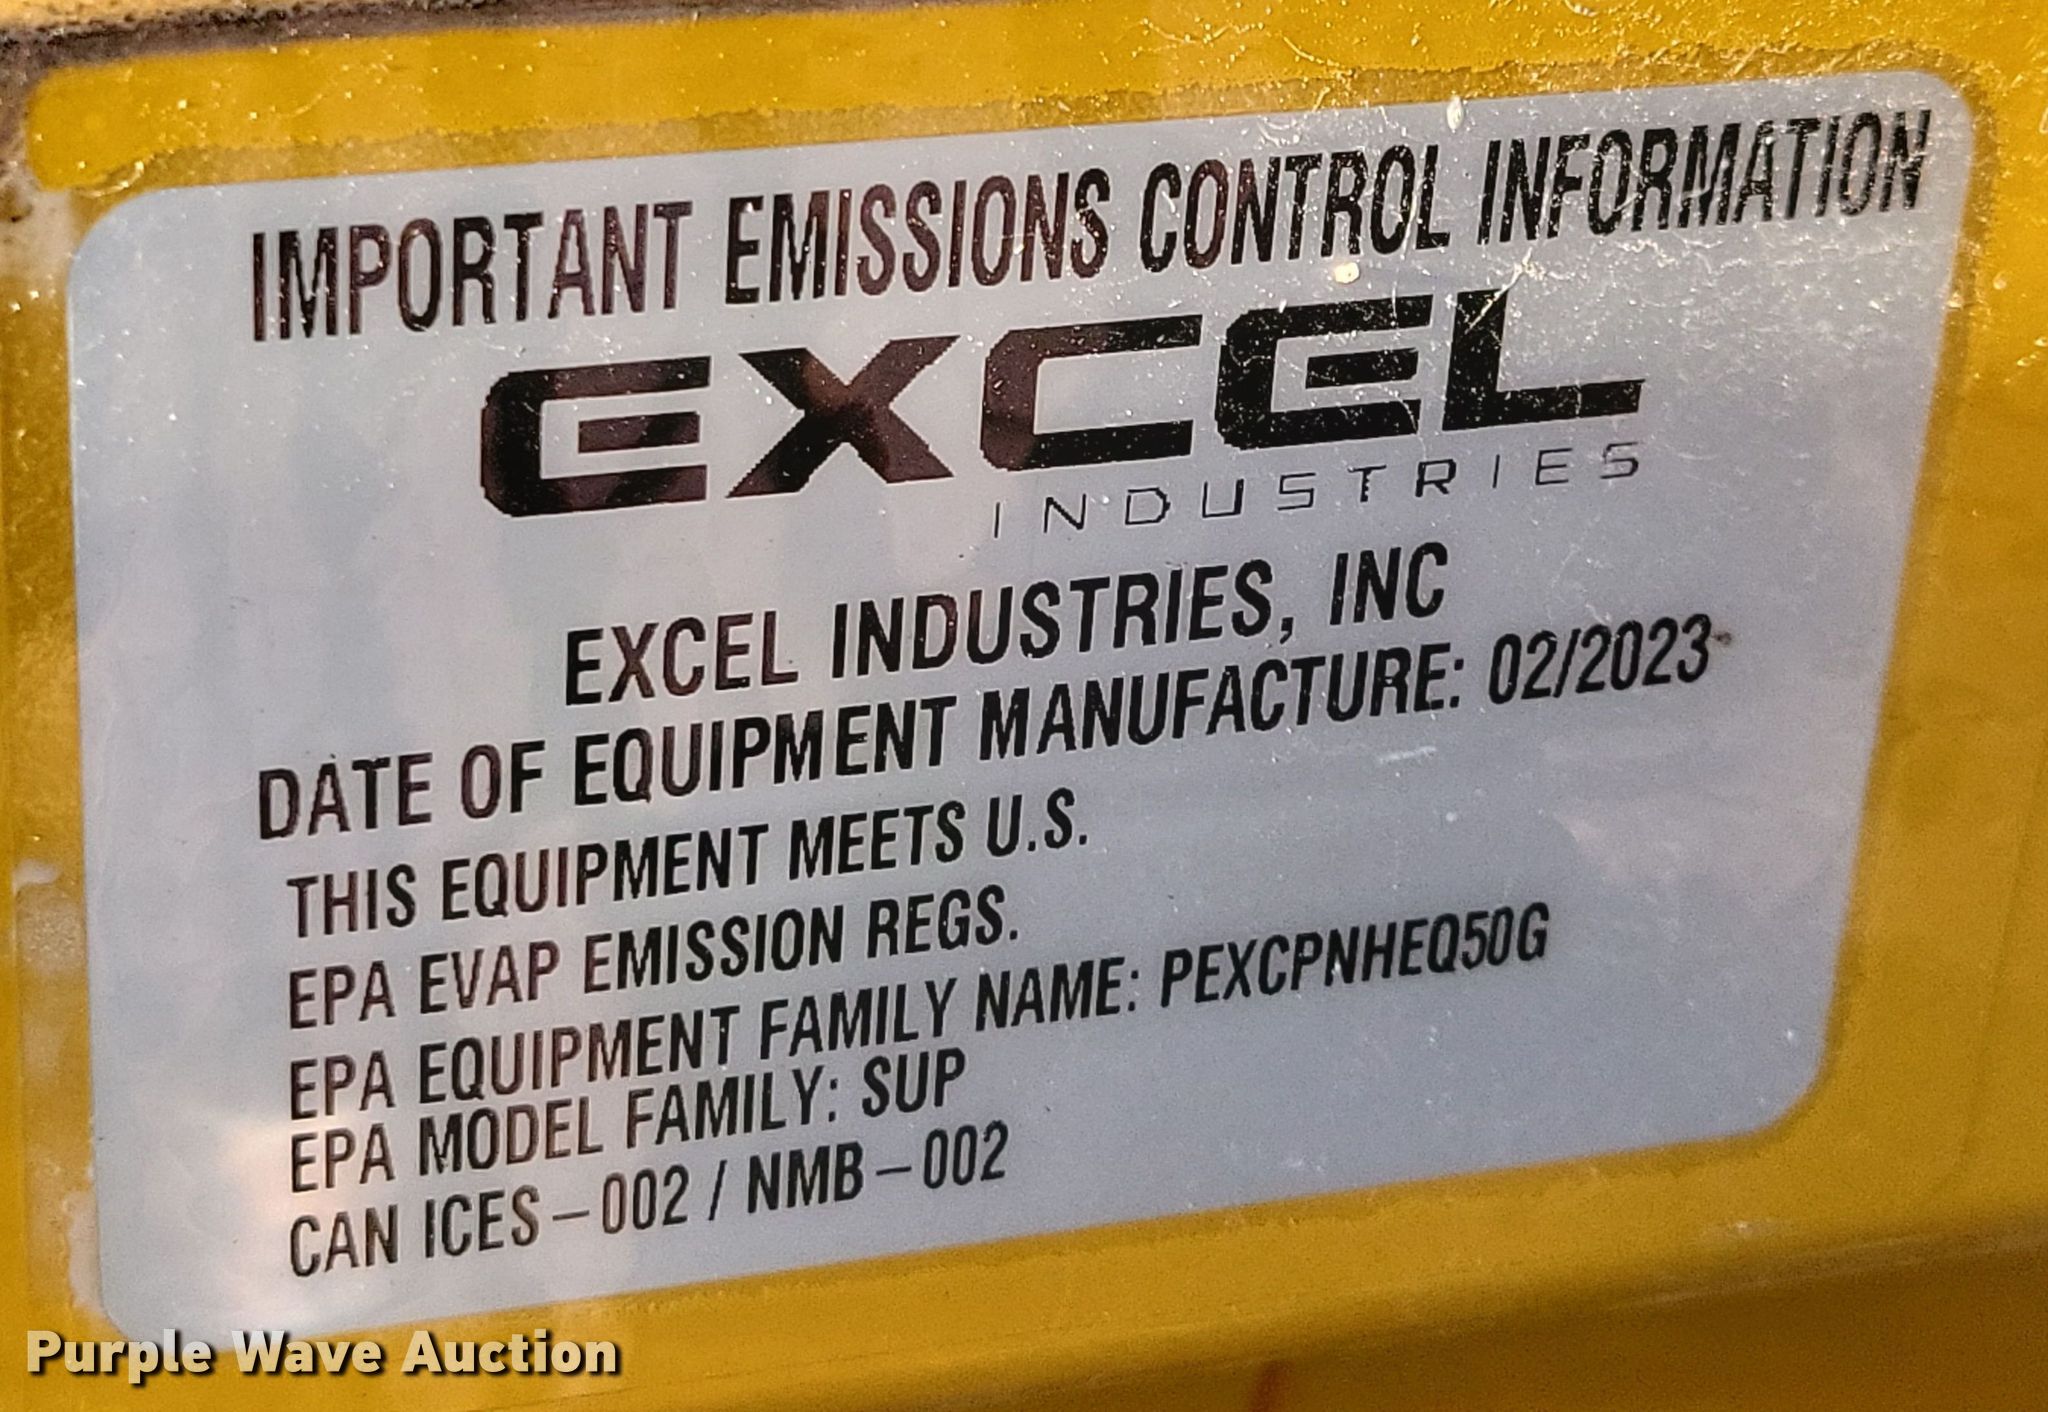 IMPORTANT EMISSIONS CONTROL INFORMATION
EXCEL
INDUSTRIES
EXCEL INDUSTRIES, INC
DATE OF EQUIPMENT MANUFACTURE: 02/2023
THIS EQUIPMENT MEETS U.S.
EPA EVAP EMISSION REGS.
EPA EQUIPMENT FAMILY NAME: PEXCPNHEQ50G
EPA MODEL FAMILY: SUP
CAN ICES-002 / NMB-002
Purple Wave Auction